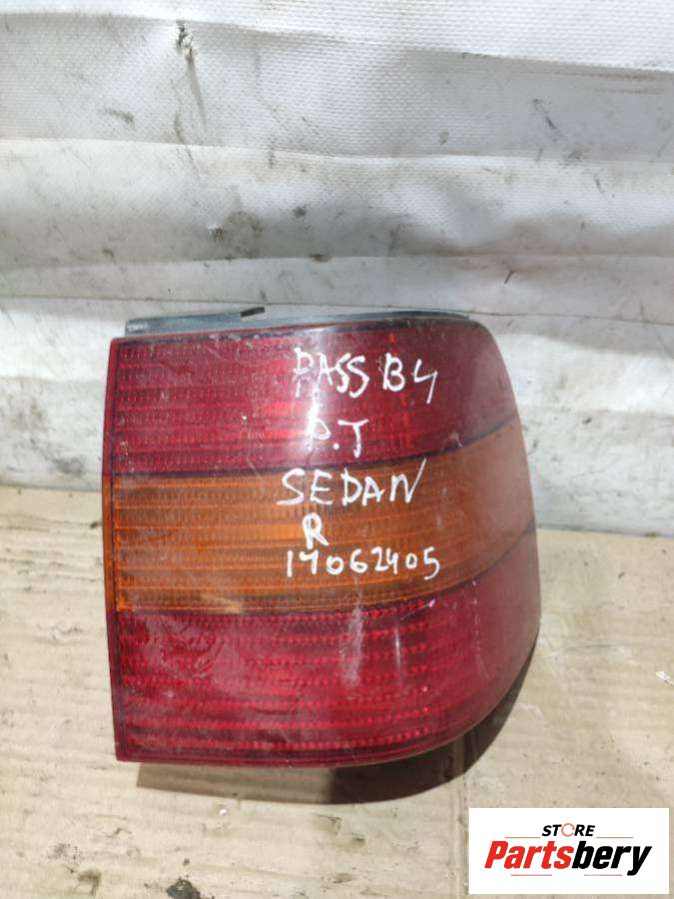 PASS B4
P.J
SEDAN
R
17062405
STORE
Partsbery